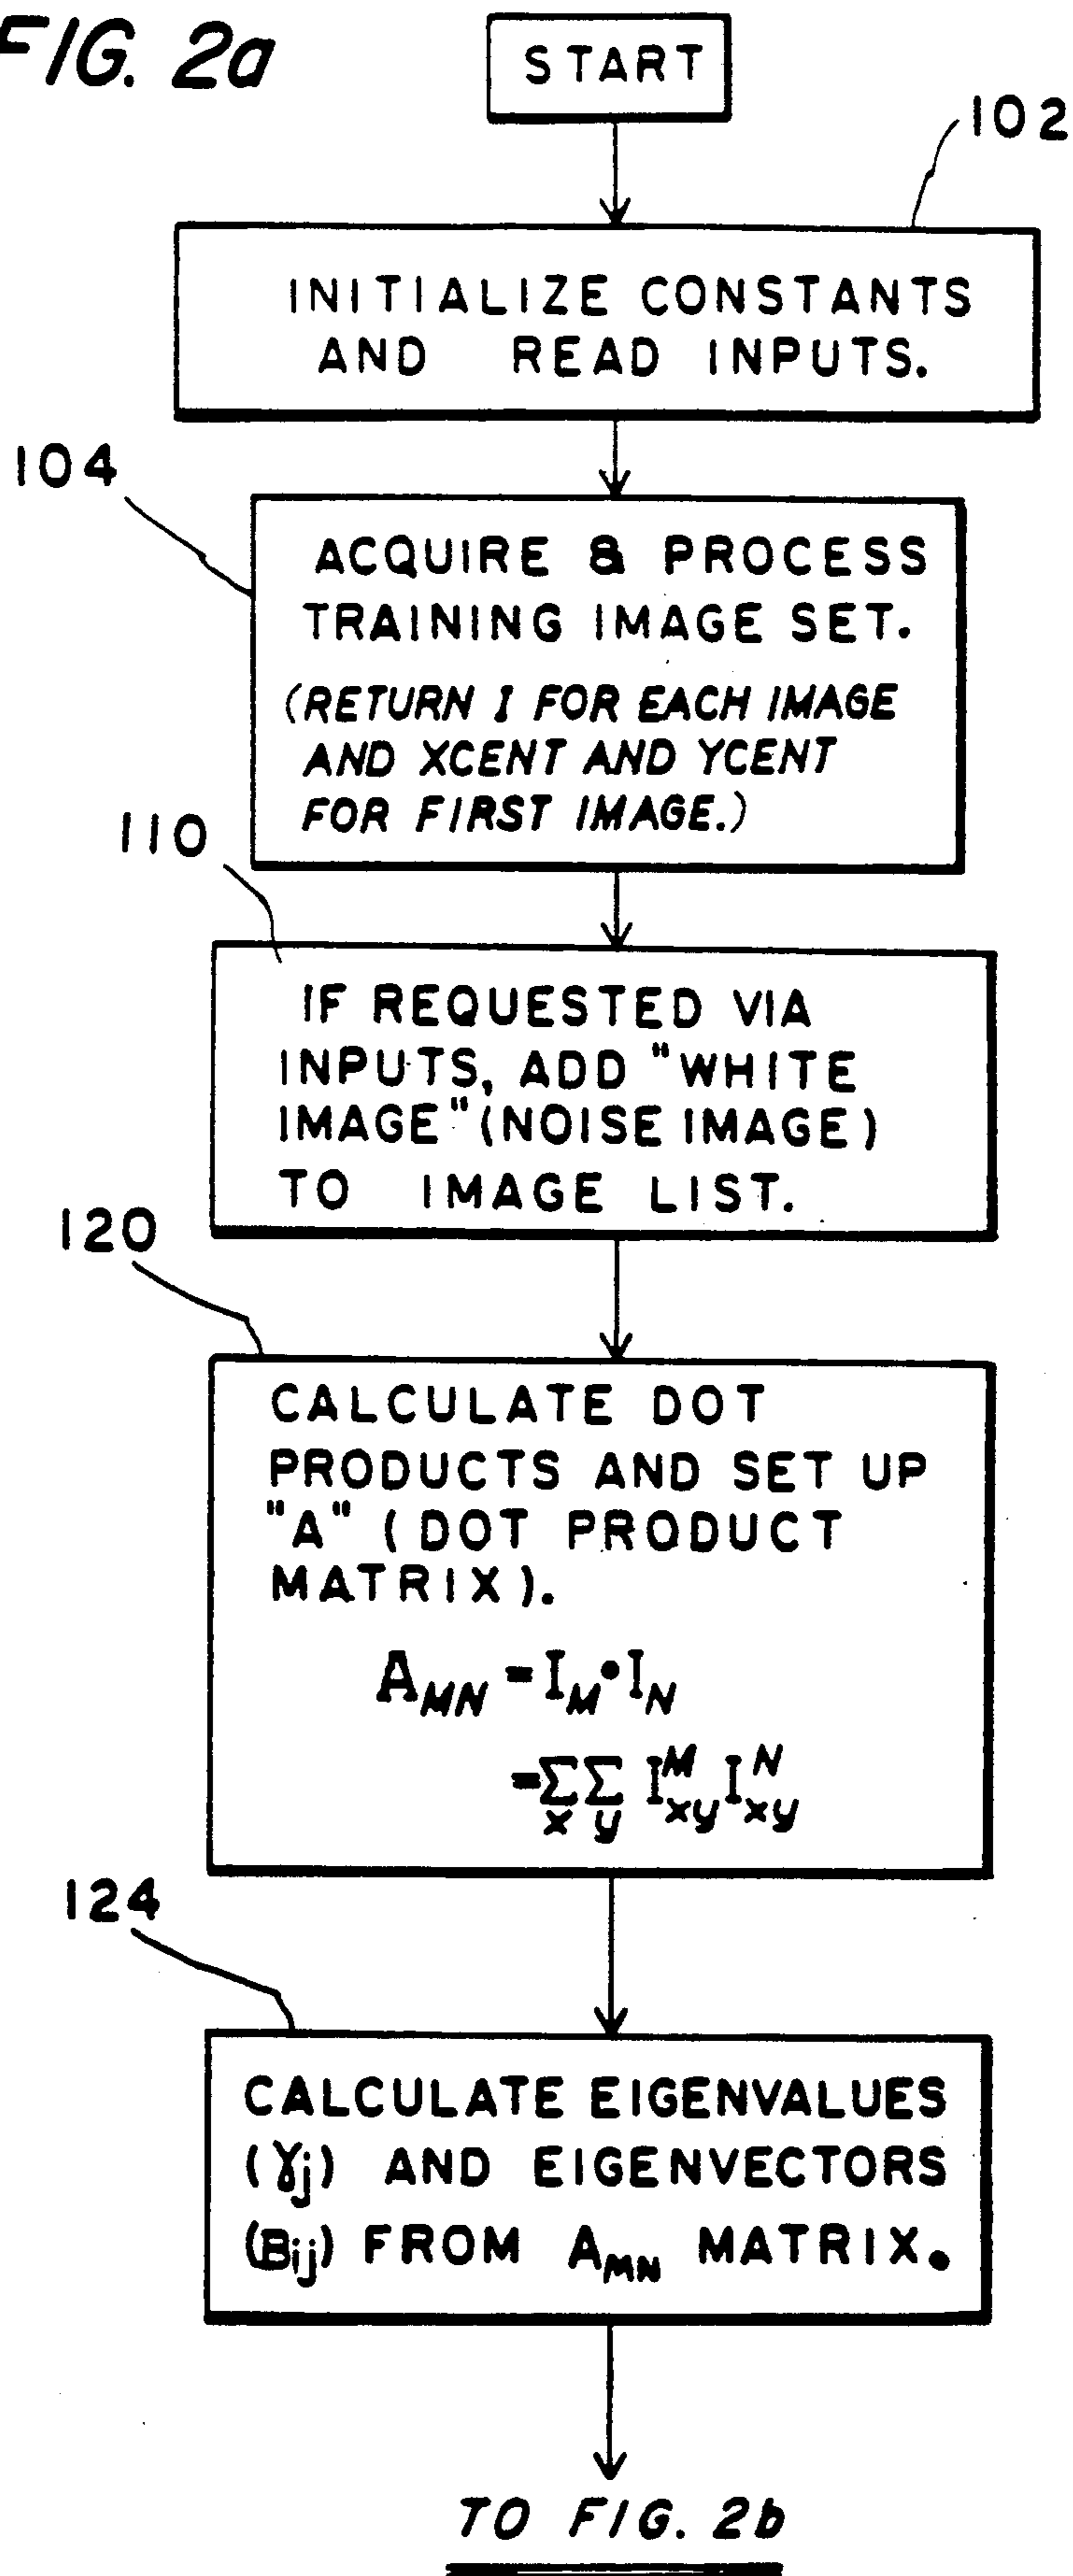 FIG. 2a
START
102
INITIALIZE CONSTANTS
AND READ INPUTS.
104
ACQUIRE & PROCESS
TRAINING IMAGE SET.
(RETURN I FOR EACH IMAGE
AND XCENT AND YCENT
FOR FIRST IMAGE.)
110
IF REQUESTED VIA
INPUTS, ADD "WHITE
IMAGE" (NOISE IMAGE)
TO IMAGE LIST.
120
CALCULATE DOT
PRODUCTS AND SET UP
"A" (DOT PRODUCT
MATRIX).
A_MN = I_M • I_N
= Σ_x Σ_y I^M_xy I^N_xy
124
CALCULATE EIGENVALUES
(γj) AND EIGENVECTORS
(Bij) FROM A_MN MATRIX.
TO FIG. 2b